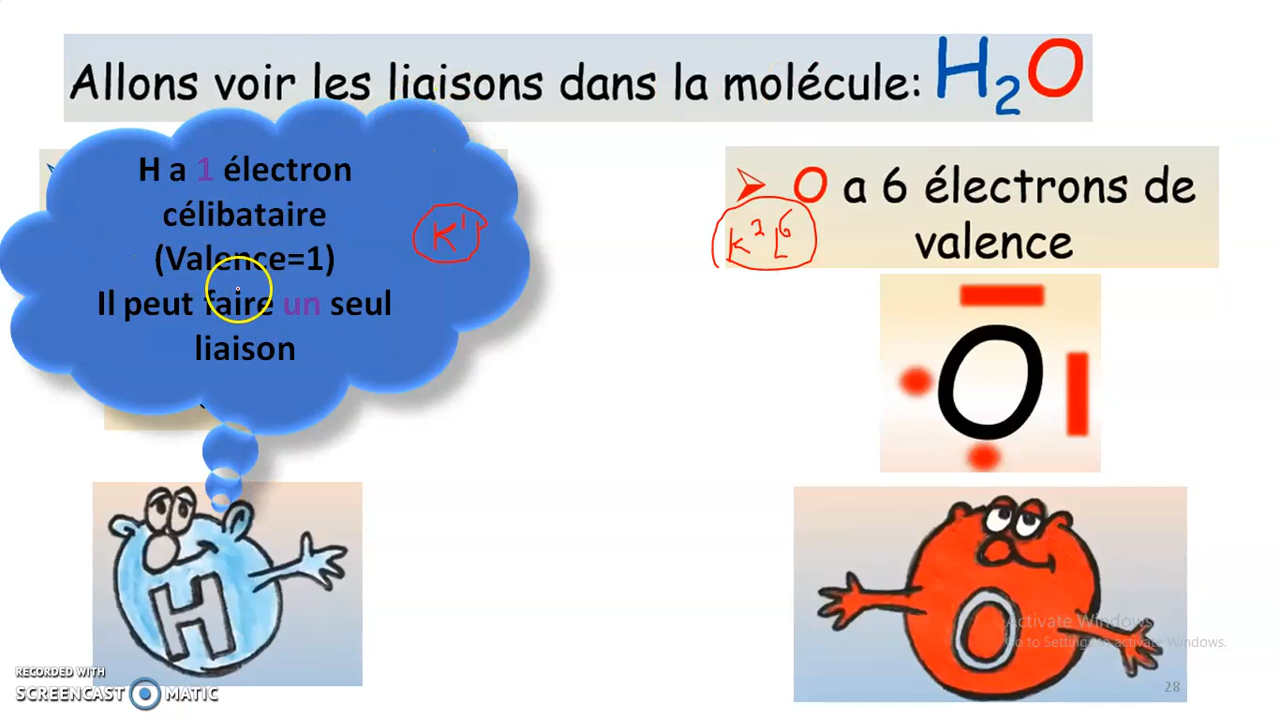 Allons voir les liaisons dans la molécule: H₂O
H a 1 électron
célibataire
(Valence=1)
Il peut faire un seul
liaison
K¹
O a 6 électrons de
valence
K² L⁶
O
H
O
Activate Windows
Go to Settings to activate Windows.
RECORDED WITH
SCREENCAST MATIC
28